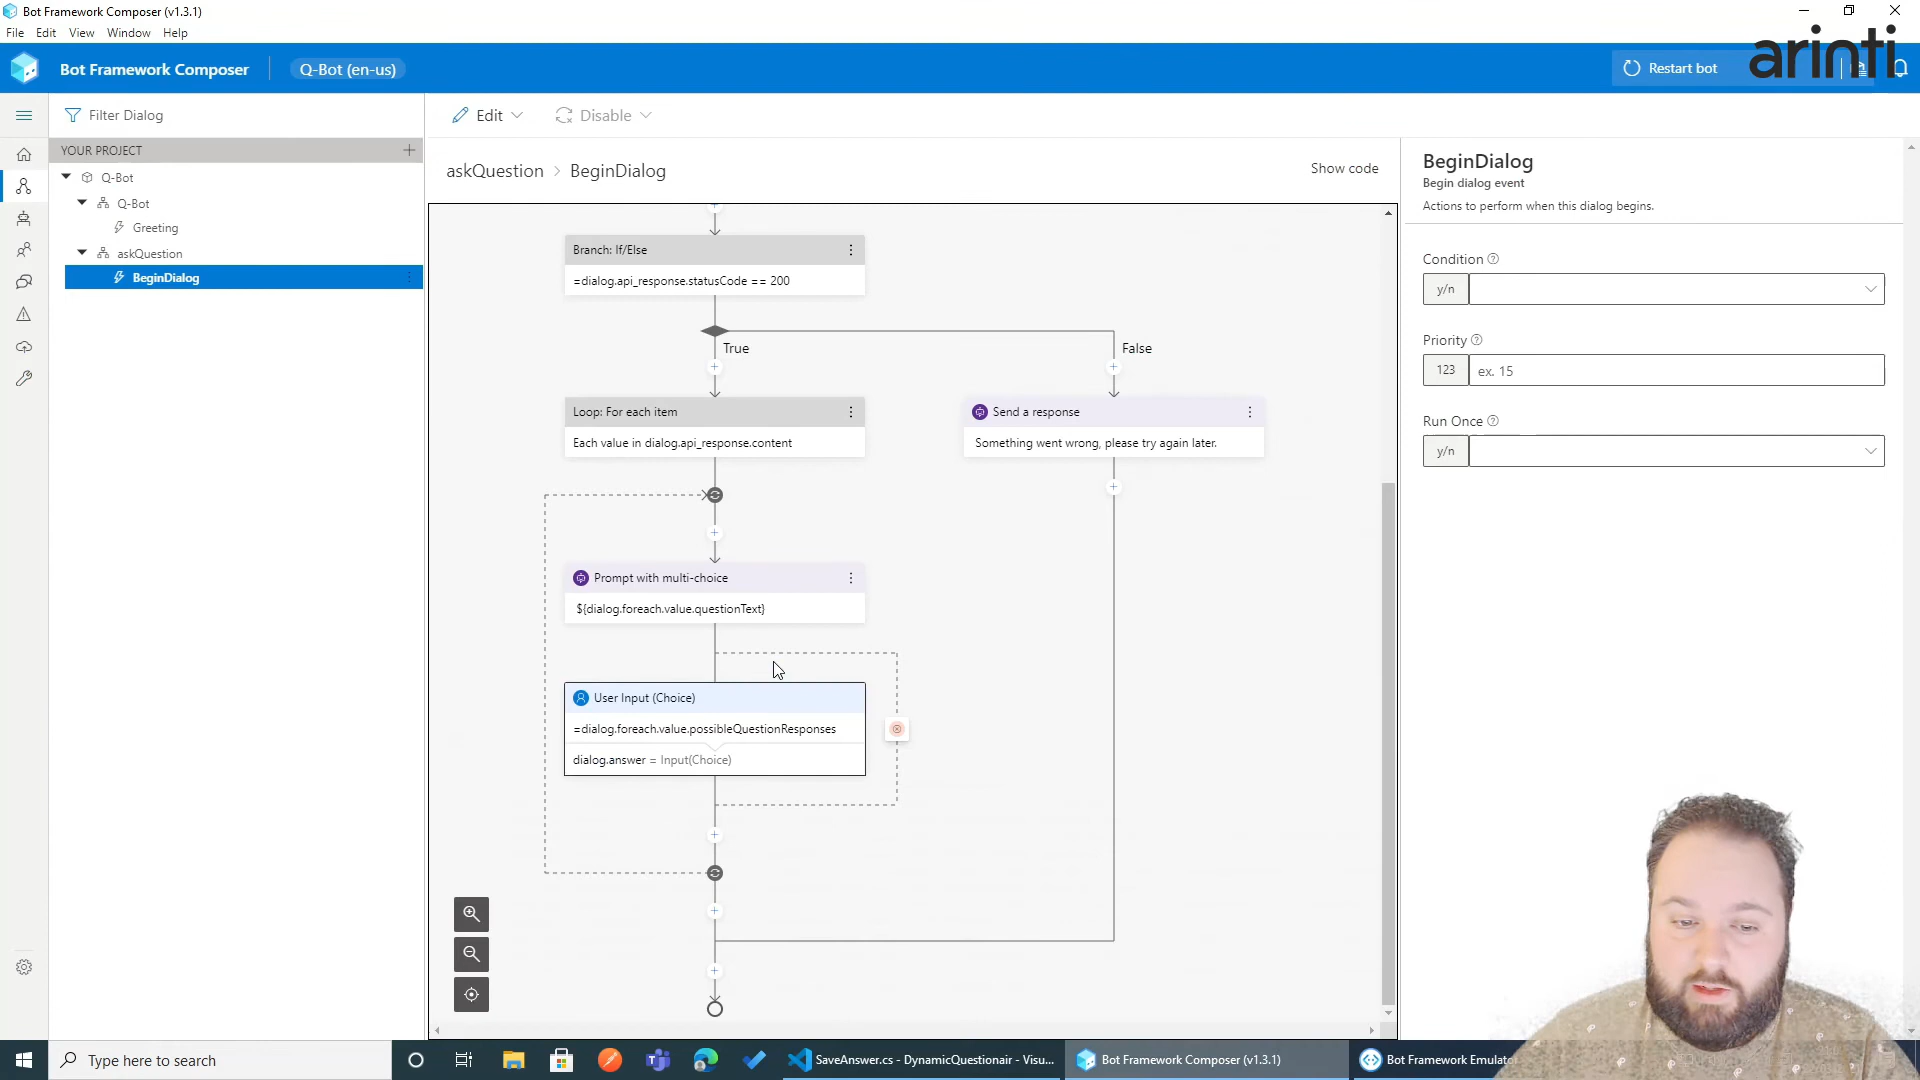 Bot Framework Composer (v1.3.1)
File Edit View Window Help
Bot Framework Composer
Q-Bot (en-us)
Restart bot
arinti
Filter Dialog
Edit
Disable
YOUR PROJECT
Q-Bot
Q-Bot
Greeting
askQuestion
BeginDialog
askQuestion > BeginDialog
Show code
Branch: If/Else
=dialog.api_response.statusCode == 200
True
False
Loop: For each item
Each value in dialog.api_response.content
Send a response
Something went wrong, please try again later.
Prompt with multi-choice
${dialog.foreach.value.questionText}
User Input (Choice)
=dialog.foreach.value.possibleQuestionResponses
dialog.answer = Input(Choice)
BeginDialog
Begin dialog event
Actions to perform when this dialog begins.
Condition
y/n
Priority
123
ex. 15
Run Once
y/n
Type here to search
SaveAnswer.cs - DynamicQuestionair - Visu...
Bot Framework Composer (v1.3.1)
Bot Framework Emulato